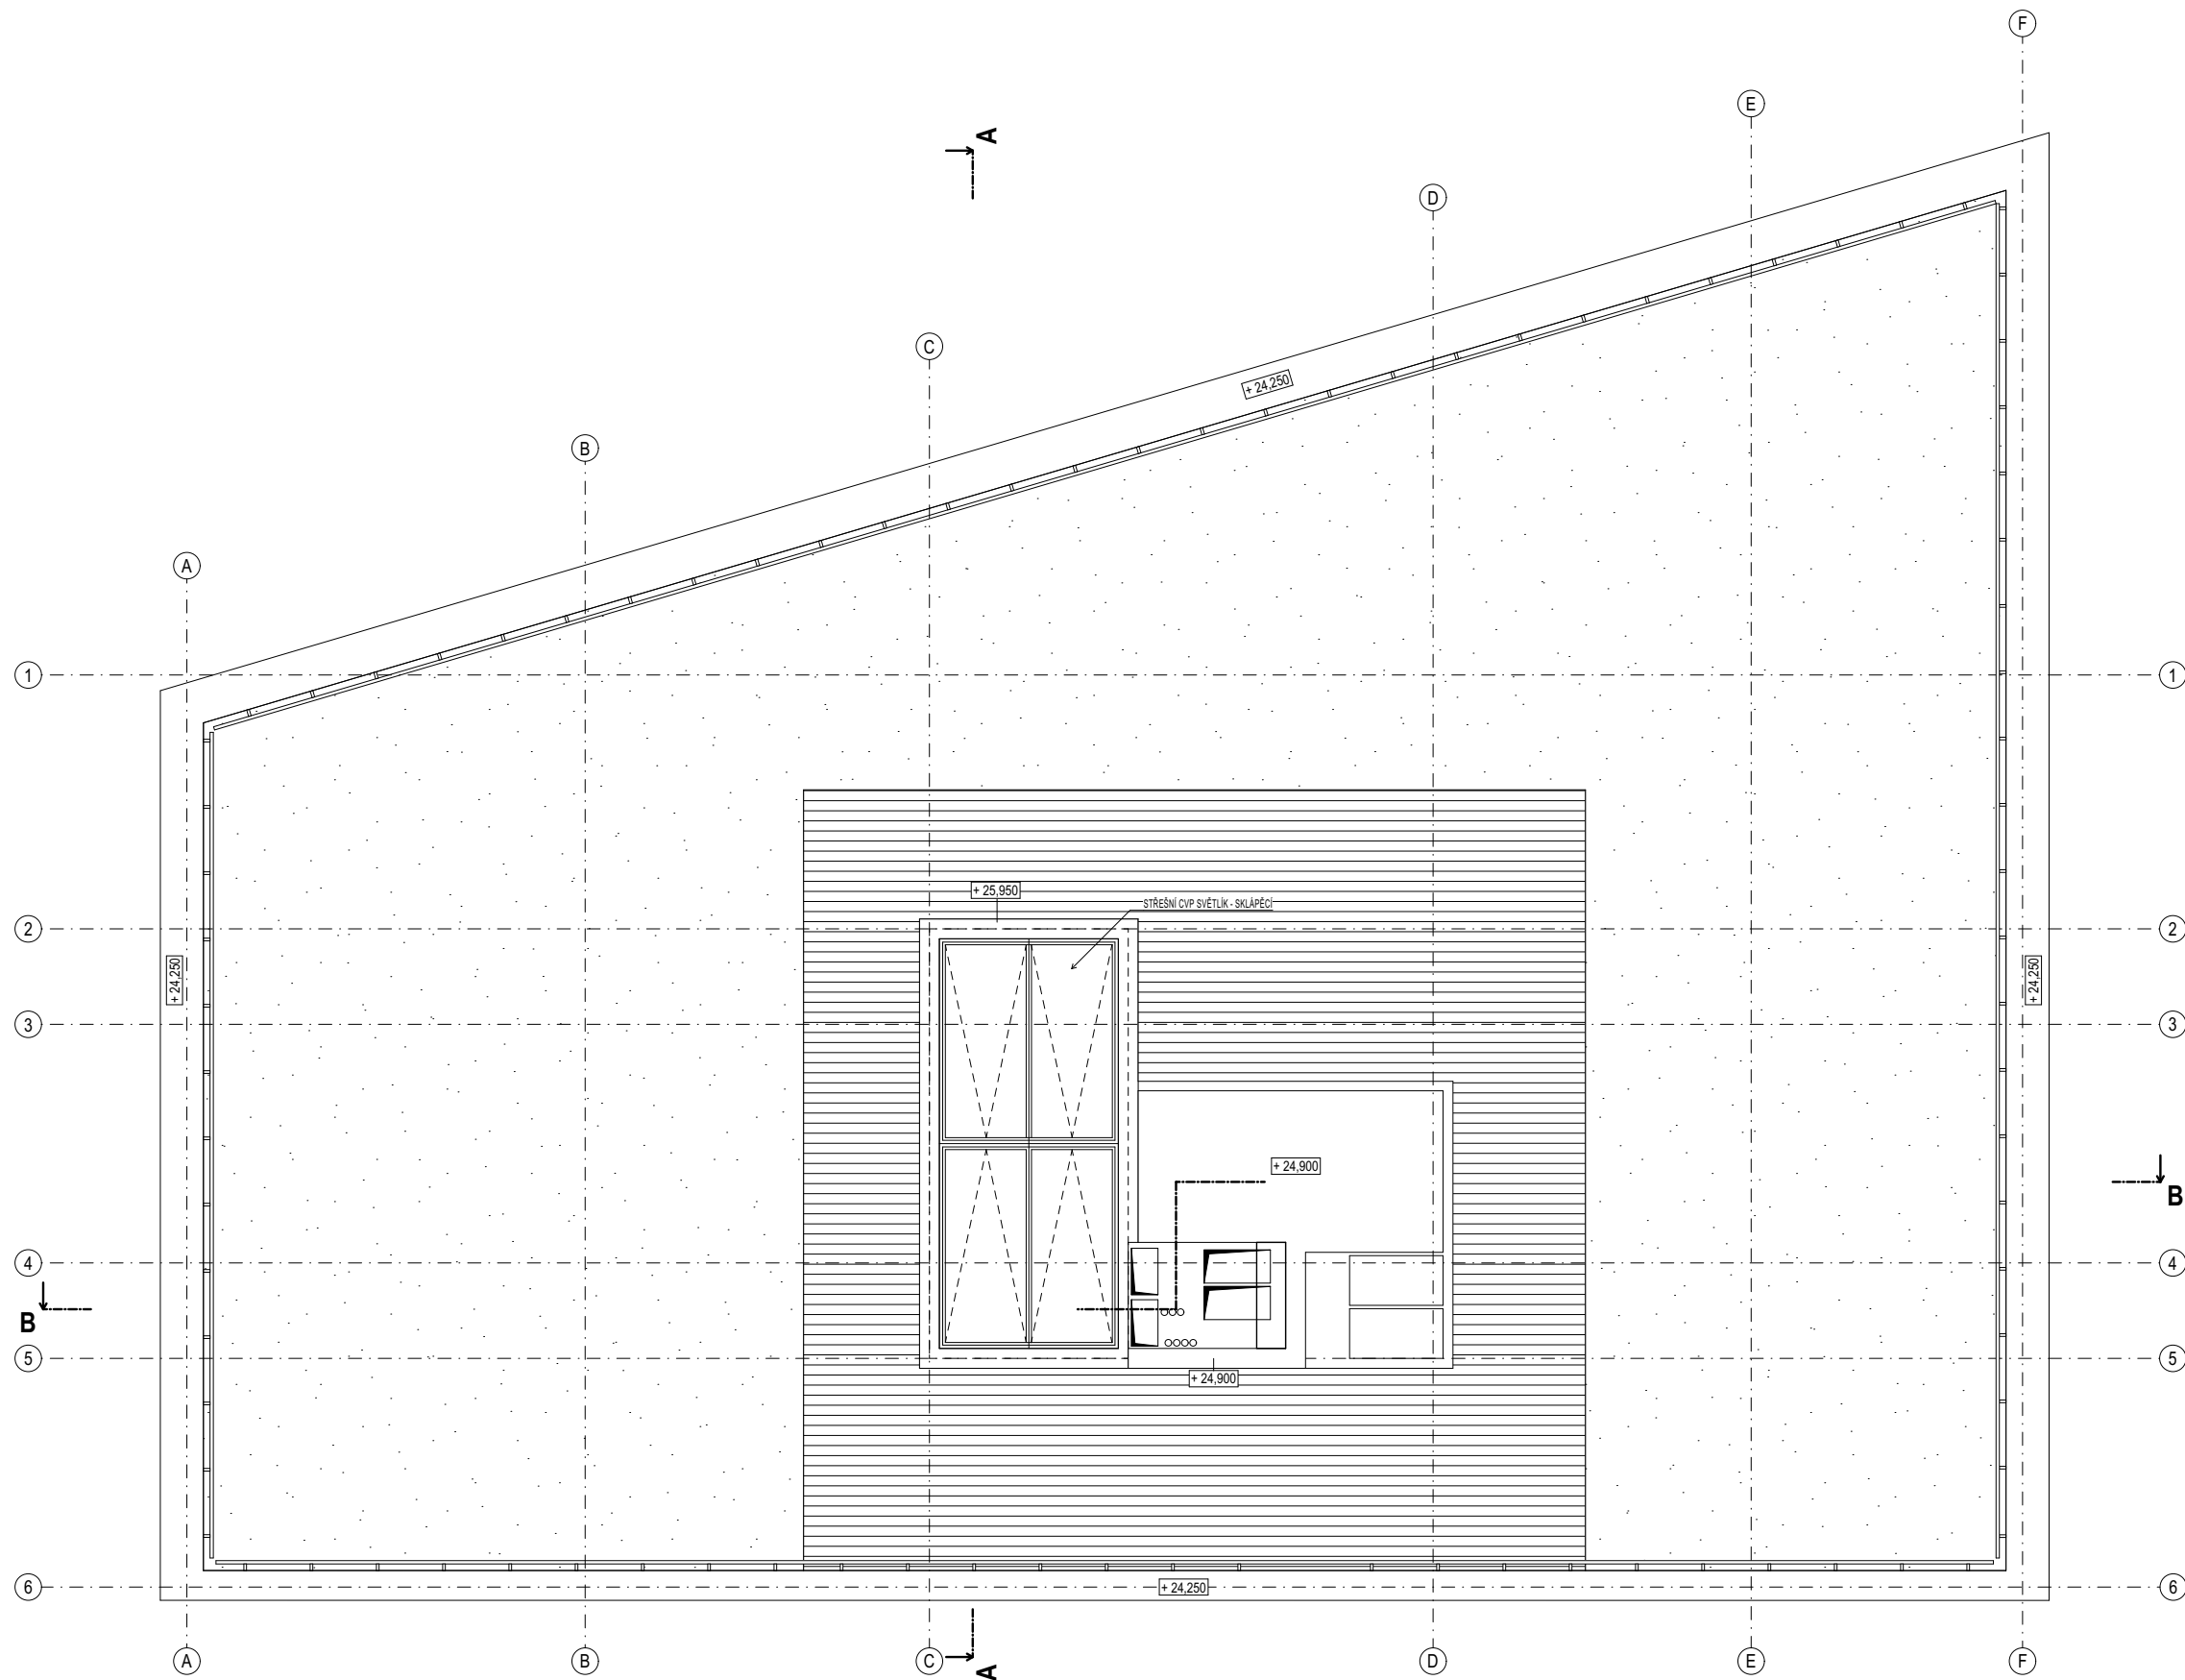 F
E
A
D
C
+ 24,250
B
A
1
1
+ 25,950
STŘEŠNÍ CVP SVĚTLÍK - SKLÁPĚCÍ
2
2
+ 24,250
+ 24,250
3
3
+ 24,900
B
4
4
B
5
5
+ 24,900
6
+ 24,250
6
A
B
C
A
D
E
F